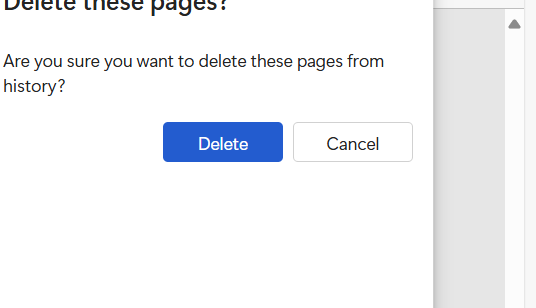 Delete these pages?
Are you sure you want to delete these pages from
history?
Delete
Cancel